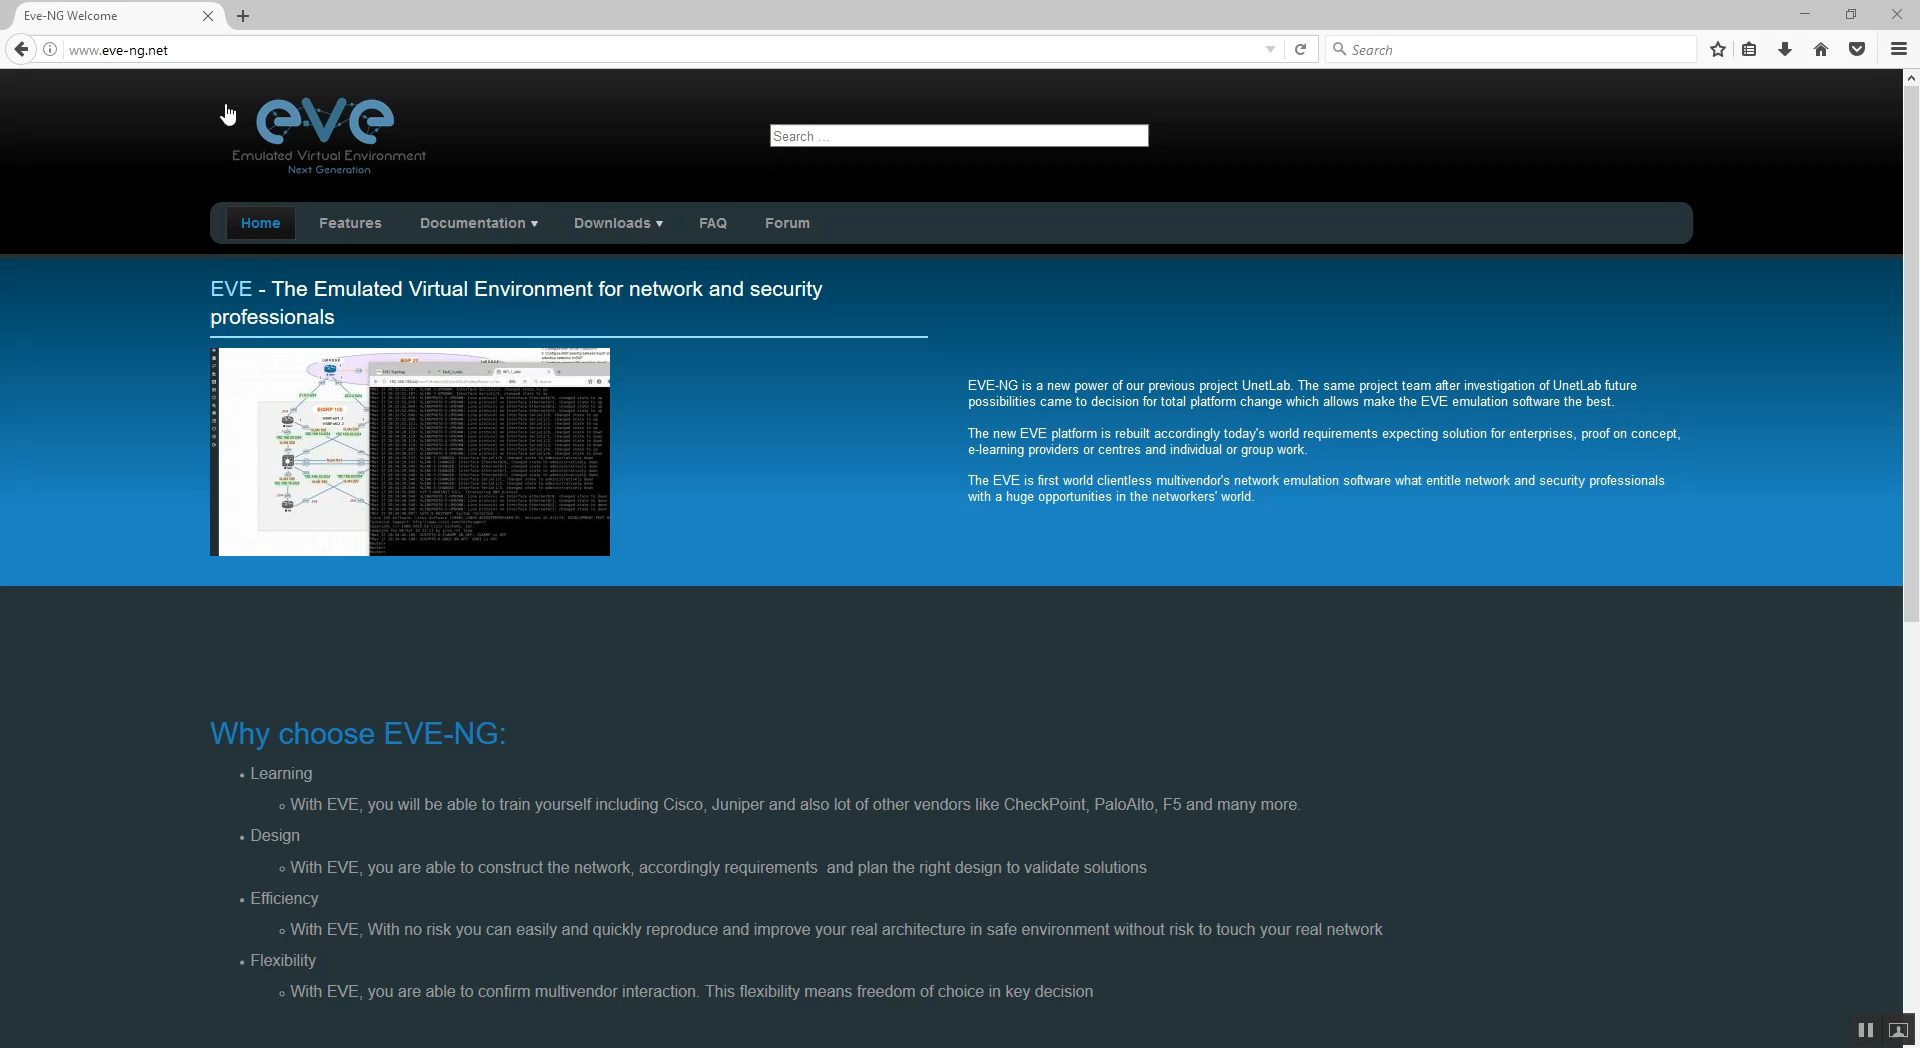 Eve-NG Welcome
www.eve-ng.net
Search
eve
Emulated Virtual Environment
Next Generation
Search ...
Home Features Documentation Downloads FAQ Forum
EVE - The Emulated Virtual Environment for network and security
professionals
EVE-NG is a new power of our previous project UnetLab. The same project team after investigation of UnetLab future
possibilities came to decision for total platform change which allows make the EVE emulation software the best.
The new EVE platform is rebuilt accordingly today's world requirements expecting solution for enterprises, proof on concept,
e-learning providers or centres and individual or group work.
The EVE is first world clientless multivendor's network emulation software what entitle network and security professionals
with a huge opportunities in the networkers' world.
EIGRP 100
Why choose EVE-NG:
• Learning
◦ With EVE, you will be able to train yourself including Cisco, Juniper and also lot of other vendors like CheckPoint, PaloAlto, F5 and many more.
• Design
◦ With EVE, you are able to construct the network, accordingly requirements  and plan the right design to validate solutions
• Efficiency
◦ With EVE, With no risk you can easily and quickly reproduce and improve your real architecture in safe environment without risk to touch your real network
• Flexibility
◦ With EVE, you are able to confirm multivendor interaction. This flexibility means freedom of choice in key decision